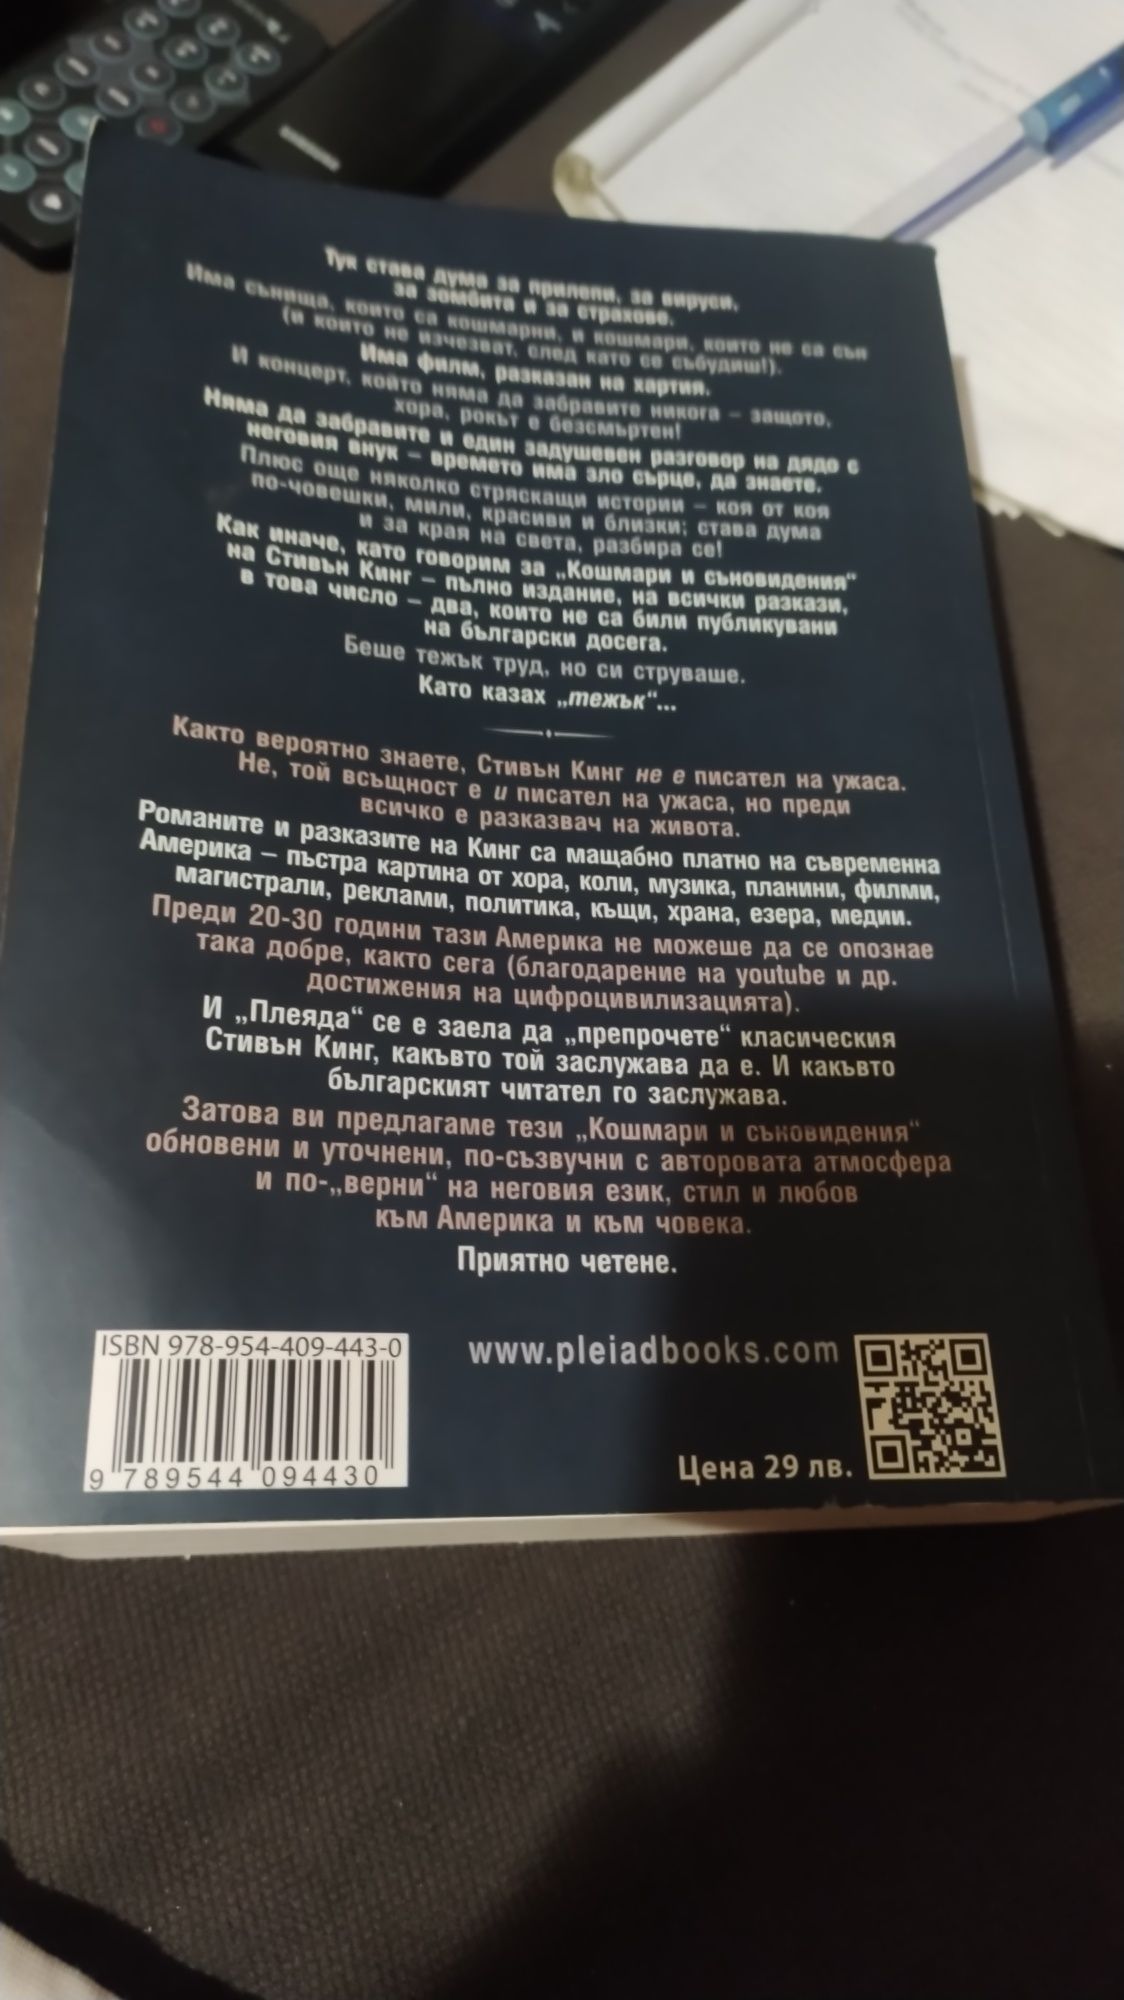 Тук става дума за прилепи, за вируси,
за зомбита и за страхове.
Има сънища, които са кошмарни, и кошмари, които не са сън
(и които не изчезват, след като се събудиш!).
Има филм, разказан на хартия.
И концерт, който няма да забравите никога – защото,
хора, рокът е безсмъртен!
Няма да забравите и един задушевен разговор на дядо с
неговия внук – времето има зло сърце, да знаете.
Плюс още няколко стряскащи истории – коя от коя
по-човешки, мили, красиви и близки; става дума
и за края на света, разбира се!
Как иначе, като говорим за „Кошмари и съновидения“
на Стивън Кинг – пълно издание, на всички разкази,
в това число – два, които не са били публикувани
на български досега.
Беше тежък труд, но си струваше.
Като казах „тежък“...
Както вероятно знаете, Стивън Кинг не е писател на ужаса.
Не, той всъщност е и писател на ужаса, но преди
всичко е разказвач на живота.
Романите и разказите на Кинг са мащабно платно на съвременна
Америка – пъстра картина от хора, коли, музика, планини, филми,
магистрали, реклами, политика, къщи, храна, езера, медии.
Преди 20-30 години тази Америка не можеше да се опознае
така добре, както сега (благодарение на youtube и др.
достижения на цифроцивилизацията).
И „Плеяда“ се е заела да „препрочете“ класическия
Стивън Кинг, какъвто той заслужава да е. И какъвто
българският читател го заслужава.
Затова ви предлагаме тези „Кошмари и съновидения“
обновени и уточнени, по-съзвучни с авторовата атмосфера
и по-„верни“ на неговия език, стил и любов
към Америка и към човека.
Приятно четене.
ISBN 978-954-409-443-0
www.pleiadbooks.com
9 789544 094430
Цена 29 лв.